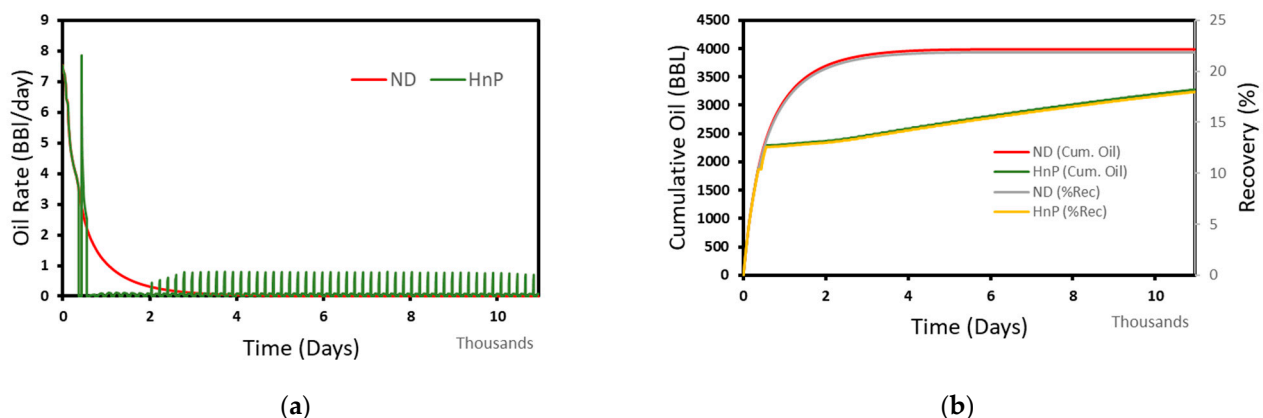 9
8
7
6
5
4
3
2
1
0
Oil Rate (BBl/day)
ND HnP
0 2 4 6 8 10
Time (Days)
Thousands
(a)
4500
4000
3500
3000
2500
2000
1500
1000
500
0
Cumulative Oil (BBL)
ND (Cum. Oil)
HnP (Cum. Oil)
ND (%Rec)
HnP (%Rec)
25
20
15
10
5
0
Recovery (%)
0 2 4 6 8 10
Time (Days)
Thousands
(b)